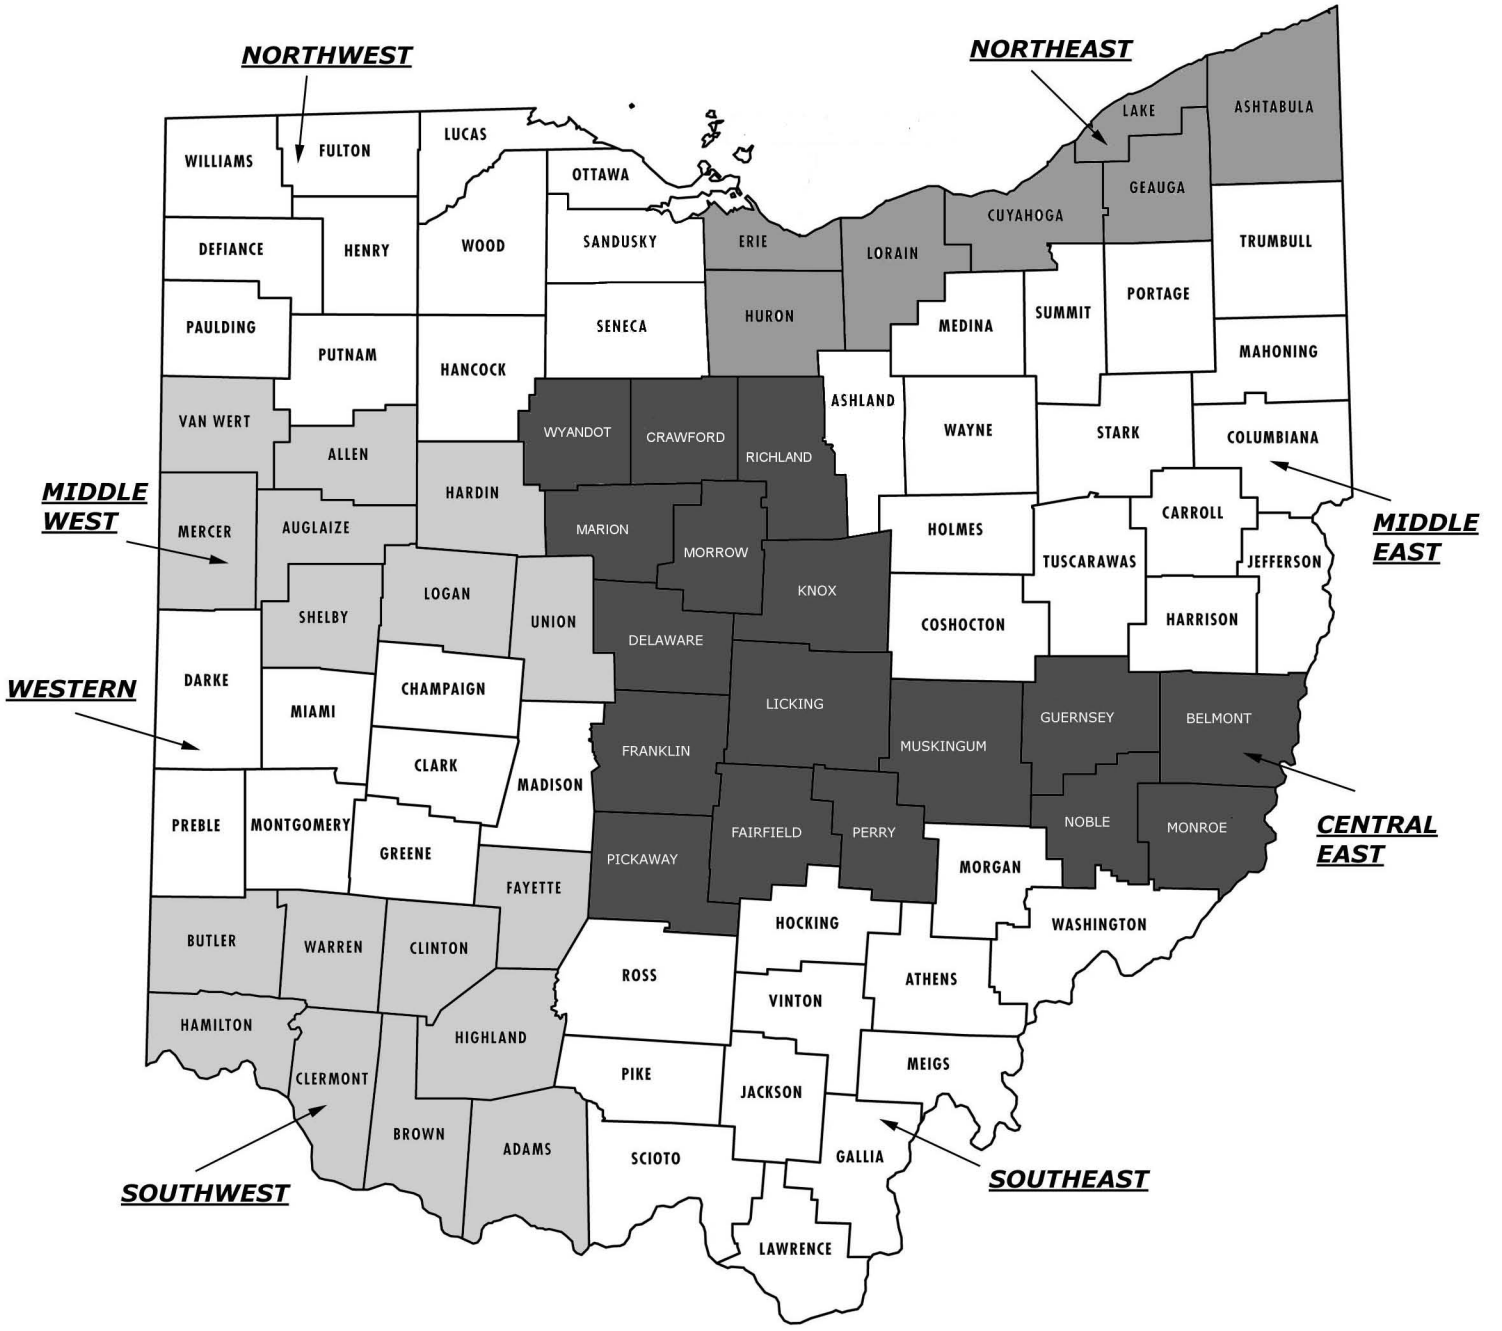 NORTHWEST
NORTHEAST
LAKE
ASHTABULA
LUCAS
WILLIAMS
FULTON
OTTAWA
GEAUGA
CUYAHOGA
DEFIANCE
HENRY
WOOD
SANDUSKY
ERIE
LORAIN
TRUMBULL
PAULDING
PUTNAM
HANCOCK
SENECA
HURON
MEDINA
SUMMIT
PORTAGE
MAHONING
VAN WERT
ALLEN
WYANDOT
CRAWFORD
RICHLAND
ASHLAND
WAYNE
STARK
COLUMBIANA
MIDDLE
WEST
MERCER
AUGLAIZE
HARDIN
MARION
MORROW
HOLMES
CARROLL
MIDDLE
EAST
TUSCARAWAS
JEFFERSON
SHELBY
LOGAN
UNION
KNOX
DELAWARE
COSHOCTON
HARRISON
WESTERN
DARKE
MIAMI
CHAMPAIGN
LICKING
GUERNSEY
BELMONT
CLARK
MADISON
FRANKLIN
MUSKINGUM
PREBLE
MONTGOMERY
GREENE
PICKAWAY
FAIRFIELD
PERRY
MORGAN
NOBLE
MONROE
CENTRAL
EAST
FAYETTE
BUTLER
WARREN
CLINTON
HOCKING
WASHINGTON
ROSS
VINTON
ATHENS
HAMILTON
CLERMONT
HIGHLAND
PIKE
JACKSON
MEIGS
BROWN
ADAMS
SCIOTO
GALLIA
SOUTHWEST
SOUTHEAST
LAWRENCE